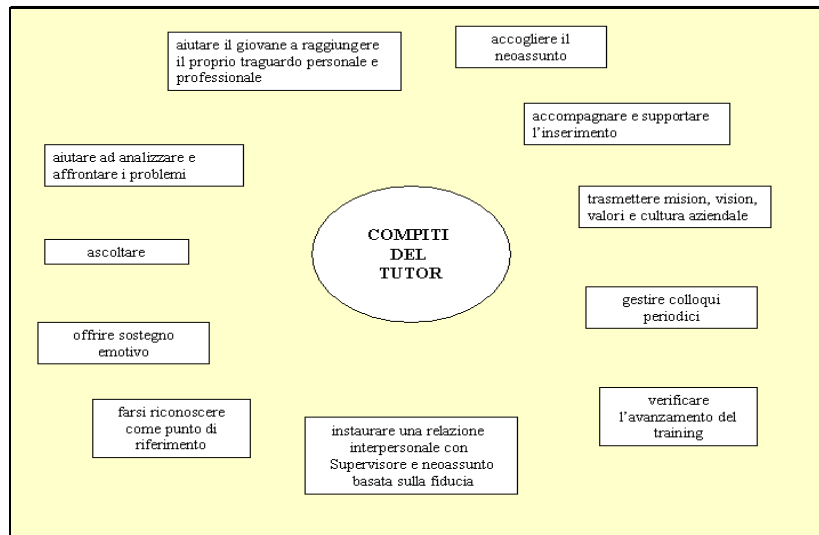 aiutare il giovane a raggiungere
il proprio traguardo personale e
professionale
accogliere il
neoassunto
accompagnare e supportare
l'inserimento
aiutare ad analizzare e
affrontare i problemi
trasmettere mision, vision,
valori e cultura aziendale
COMPITI
DEL
TUTOR
ascoltare
gestire colloqui
periodici
offrire sostegno
emotivo
verificare
l'avanzamento del
training
farsi riconoscere
come punto di
riferimento
instaurare una relazione
interpersonale con
Supervisore e neoassunto
basata sulla fiducia